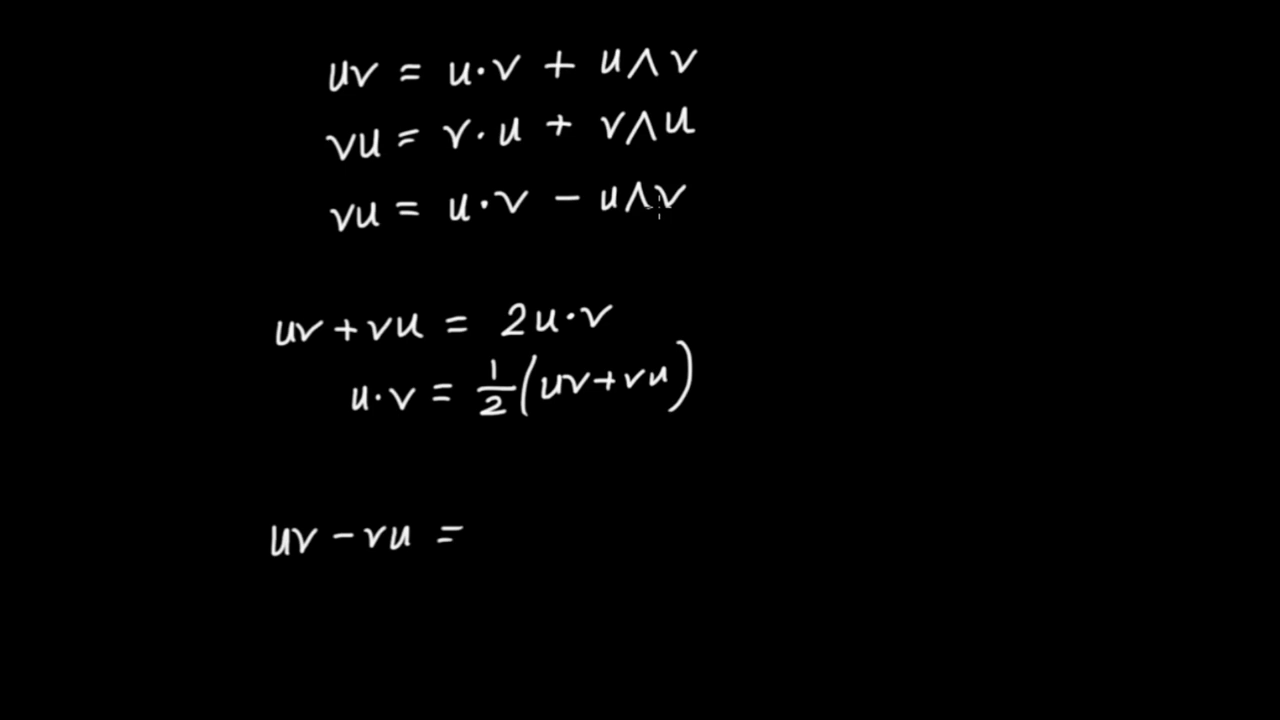 uv = u·v + u∧v
vu = v·u + v∧u
vu = u·v − u∧v
uv + vu = 2u·v
u·v = 1/2 (uv+vu)
uv − vu =